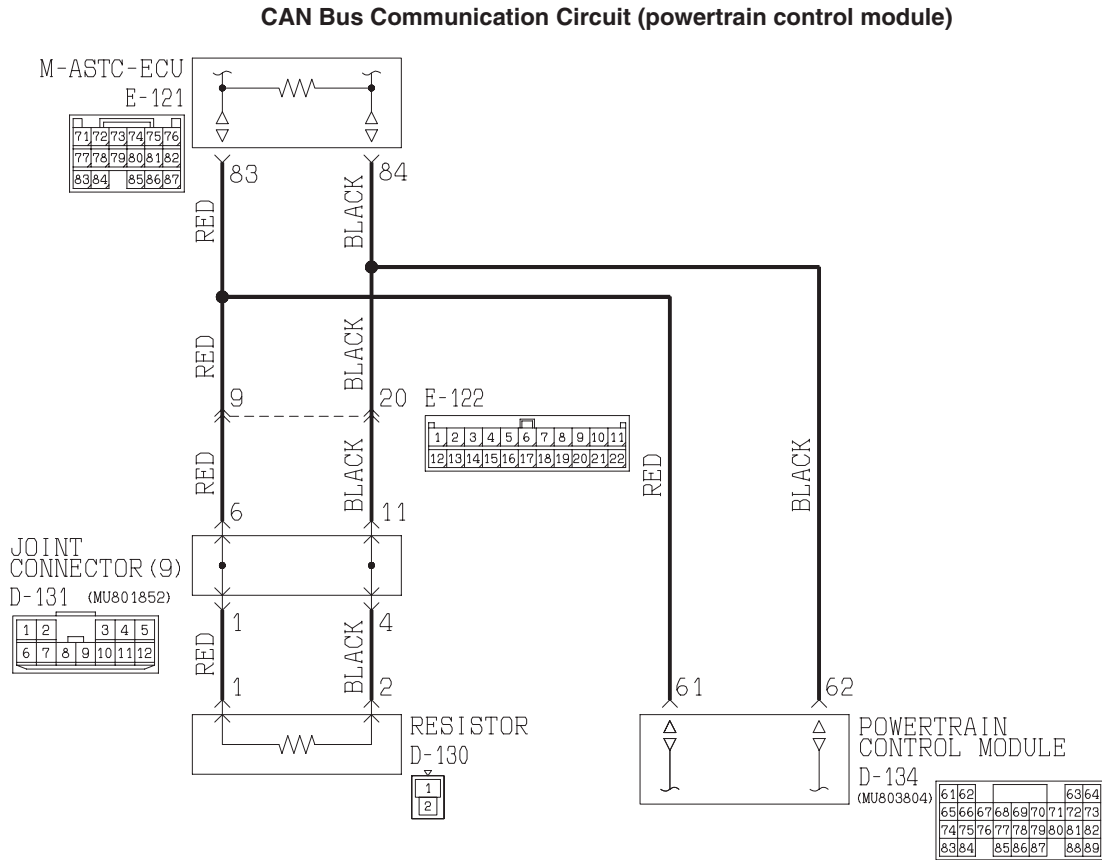 CAN Bus Communication Circuit (powertrain control module)
M-ASTC-ECU
E-121
71 72 73 74 75 76
77 78 79 80 81 82
83 84 85 86 87
83
84
RED
BLACK
RED
BLACK
9
20
E-122
1 2 3 4 5 6 7 8 9 10 11
12 13 14 15 16 17 18 19 20 21 22
RED
BLACK
RED
BLACK
6
11
JOINT
CONNECTOR (9)
D-131 (MU801852)
1 2 3 4 5
6 7 8 9 10 11 12
1
4
RED
BLACK
1
2
RESISTOR
D-130
1
2
61
62
POWERTRAIN
CONTROL MODULE
D-134
(MU803804)
61 62 63 64
65 66 67 68 69 70 71 72 73
74 75 76 77 78 79 80 81 82
83 84 85 86 87 88 89